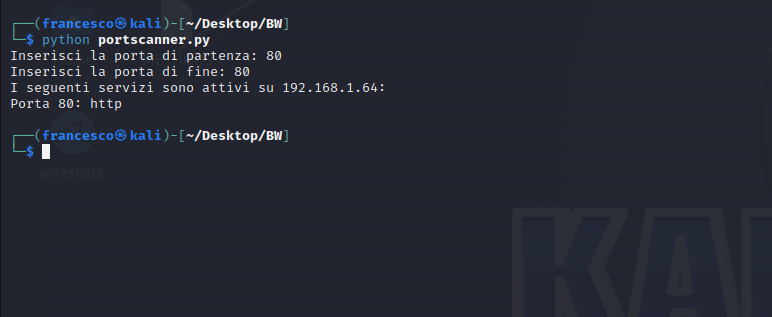 ┌──(francesco㉿kali)-[~/Desktop/BW]
└─$ python portscanner.py
Inserisci la porta di partenza: 80
Inserisci la porta di fine: 80
I seguenti servizi sono attivi su 192.168.1.64:
Porta 80: http
┌──(francesco㉿kali)-[~/Desktop/BW]
└─$
wireshark
KAL